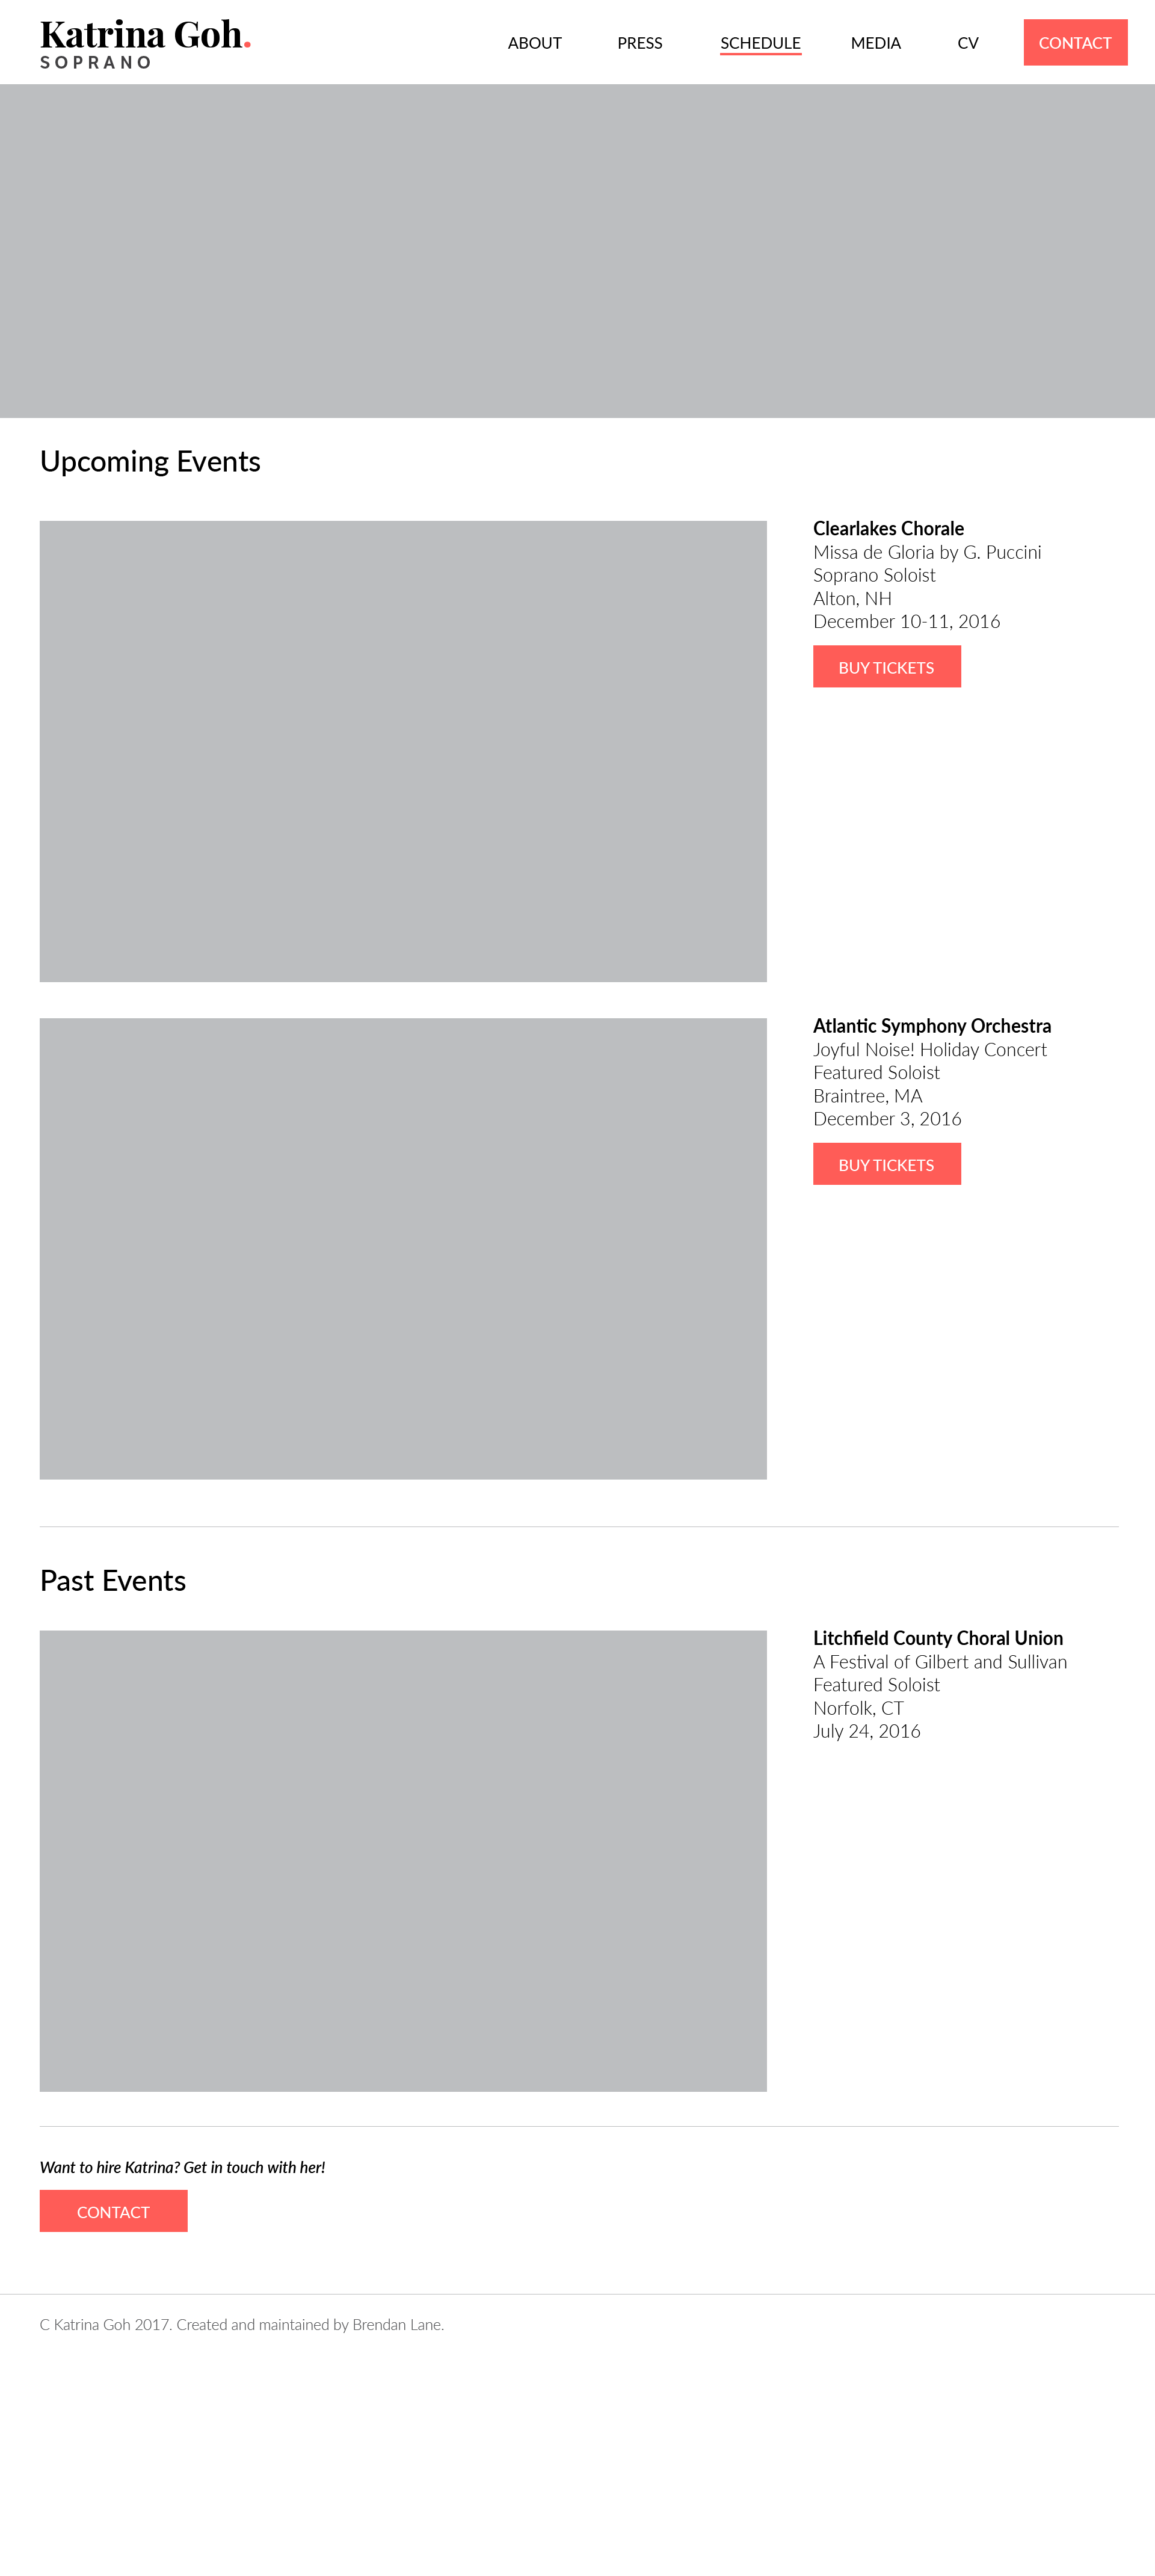 Katrina Goh.
SOPRANO
ABOUT PRESS SCHEDULE MEDIA CV CONTACT
Upcoming Events
Clearlakes Chorale
Missa de Gloria by G. Puccini
Soprano Soloist
Alton, NH
December 10-11, 2016
BUY TICKETS
Atlantic Symphony Orchestra
Joyful Noise! Holiday Concert
Featured Soloist
Braintree, MA
December 3, 2016
BUY TICKETS
Past Events
Litchfield County Choral Union
A Festival of Gilbert and Sullivan
Featured Soloist
Norfolk, CT
July 24, 2016
Want to hire Katrina? Get in touch with her!
CONTACT
C Katrina Goh 2017. Created and maintained by Brendan Lane.